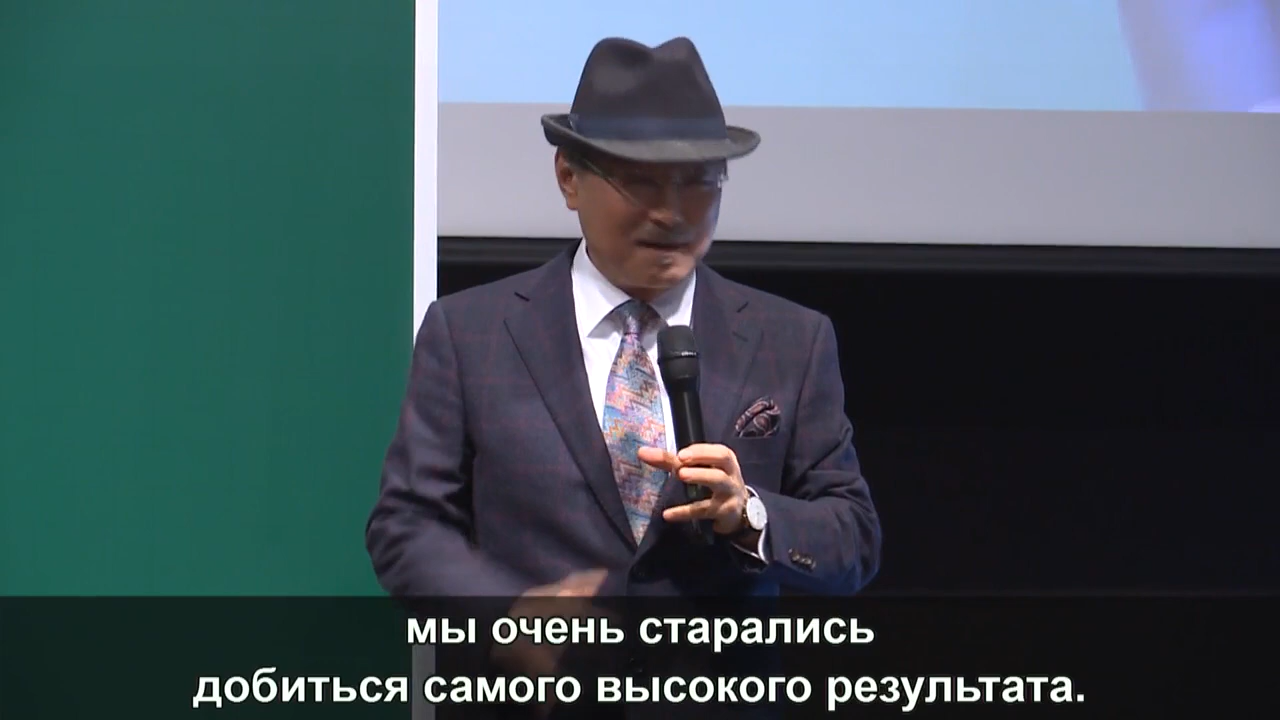 мы очень старались
добиться самого высокого результата.